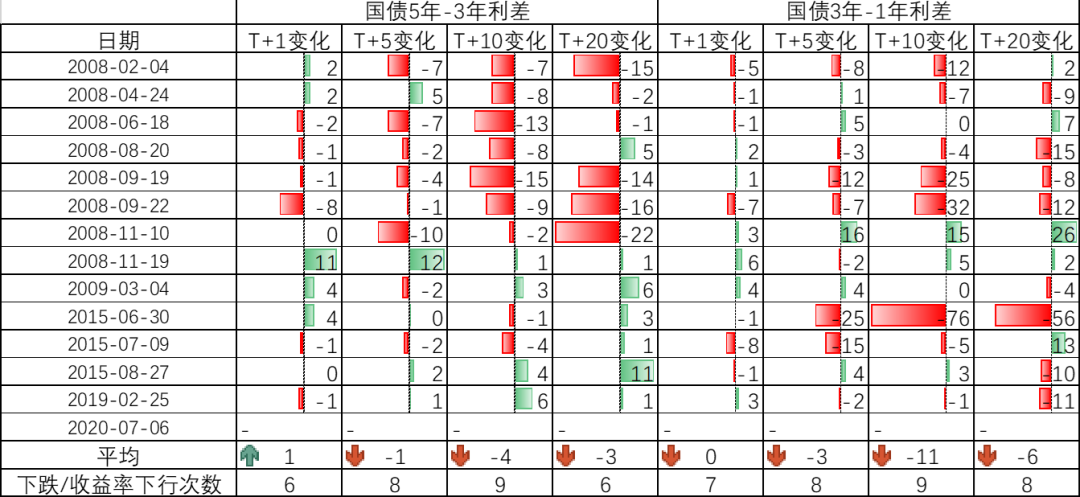 国债5年-3年利差 国债3年-1年利差
日期 T+1变化 T+5变化 T+10变化 T+20变化 T+1变化 T+5变化 T+10变化 T+20变化
2008-02-04 2 -7 -7 -15 -5 -8 -12 2
2008-04-24 2 5 -8 -2 -1 1 -7 -9
2008-06-18 -2 -7 -13 -1 -1 5 0 7
2008-08-20 -1 -2 -8 5 2 -3 -4 -15
2008-09-19 -1 -4 -15 -14 1 -12 -25 -8
2008-09-22 -8 -1 -9 -16 -7 -7 -32 -12
2008-11-10 0 -10 -2 -22 3 16 15 26
2008-11-19 11 12 1 1 6 -2 5 2
2009-03-04 4 -2 3 6 4 4 0 -4
2015-06-30 4 0 -1 3 -1 -25 -76 -56
2015-07-09 -1 -2 -4 1 -8 -15 -5 13
2015-08-27 0 2 4 11 -1 4 3 -10
2019-02-25 -1 1 6 1 3 -2 -1 -11
2020-07-06 - - - - - - - -
平均 1 -1 -4 -3 0 -3 -11 -6
下跌/收益率下行次数 6 8 9 6 7 8 9 8